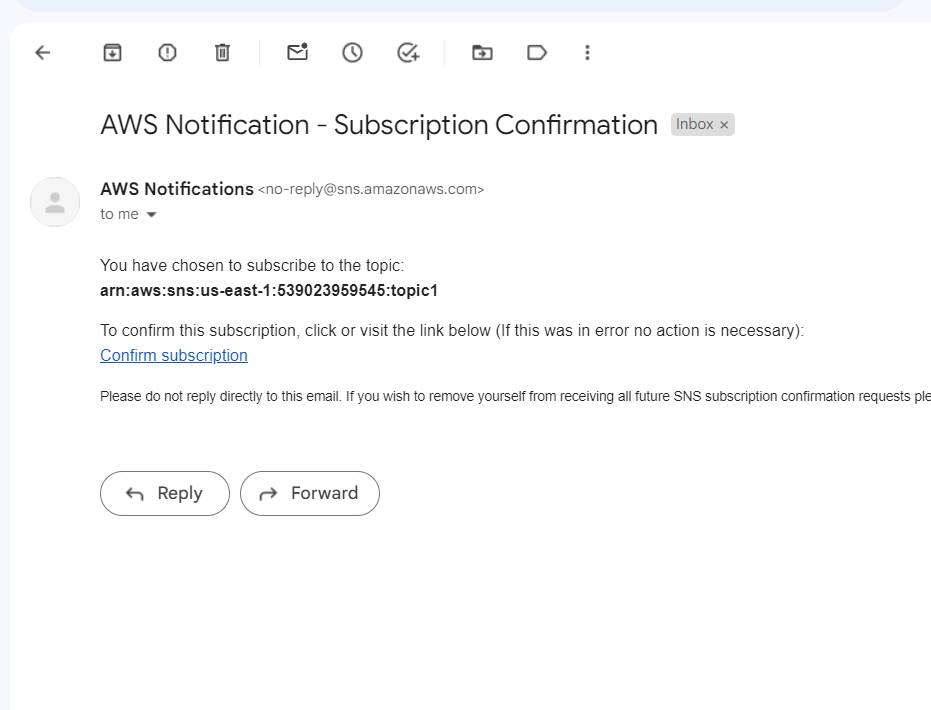 AWS Notification - Subscription Confirmation Inbox ×
AWS Notifications <no-reply@sns.amazonaws.com>
to me
You have chosen to subscribe to the topic:
arn:aws:sns:us-east-1:539023959545:topic1
To confirm this subscription, click or visit the link below (If this was in error no action is necessary):
Confirm subscription
Please do not reply directly to this email. If you wish to remove yourself from receiving all future SNS subscription confirmation requests ple
Reply Forward